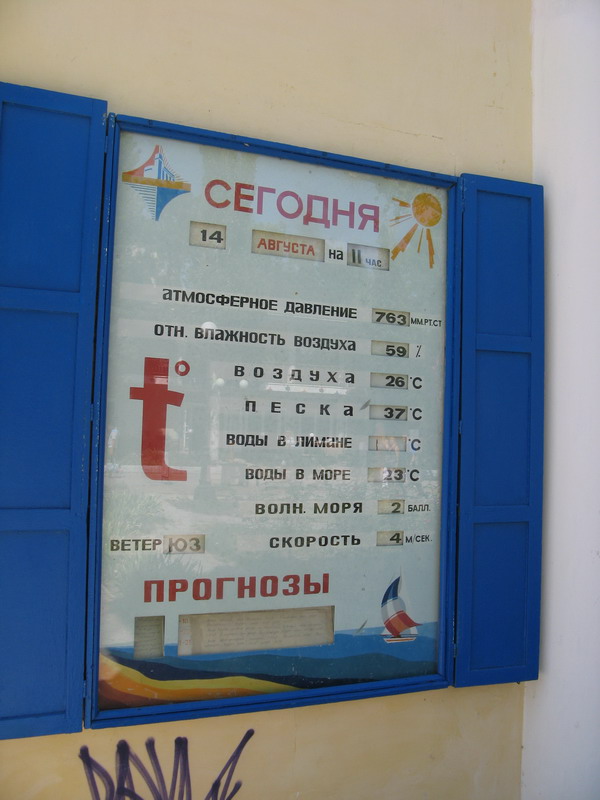 СЕГОДНЯ
14 АВГУСТА на 11 ЧАС
АТМОСФЕРНОЕ ДАВЛЕНИЕ 763 ММ.РТ.СТ
ОТН. ВЛАЖНОСТЬ ВОЗДУХА 59 %
t° ВОЗДУХА 26 °С
ПЕСКА 37 °С
ВОДЫ В ЛИМАНЕ °С
ВОДЫ В МОРЕ 23 °С
ВОЛН. МОРЯ 2 БАЛЛ.
ВЕТЕР ЮЗ СКОРОСТЬ 4 М/СЕК.
ПРОГНОЗЫ